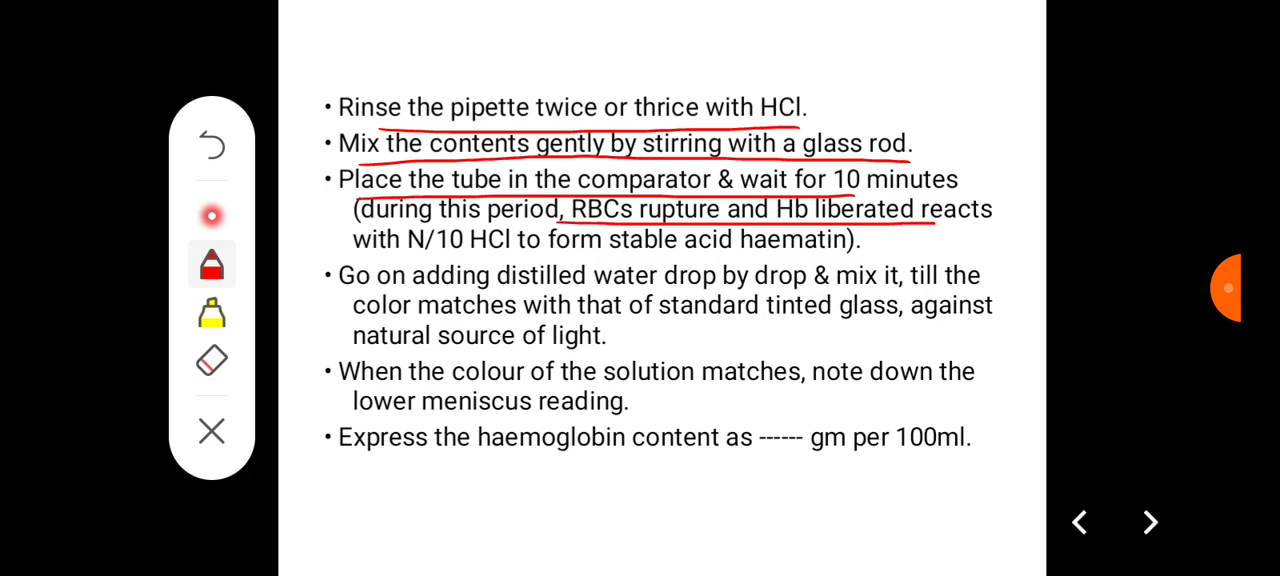 • Rinse the pipette twice or thrice with HCl.
• Mix the contents gently by stirring with a glass rod.
• Place the tube in the comparator & wait for 10 minutes
(during this period, RBCs rupture and Hb liberated reacts
with N/10 HCl to form stable acid haematin).
• Go on adding distilled water drop by drop & mix it, till the
color matches with that of standard tinted glass, against
natural source of light.
• When the colour of the solution matches, note down the
lower meniscus reading.
• Express the haemoglobin content as ------ gm per 100ml.